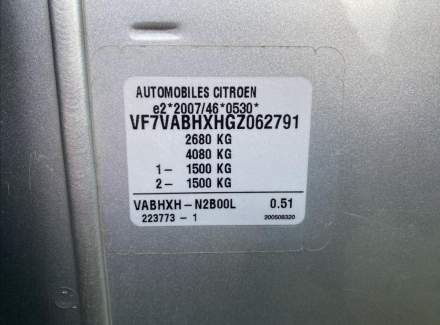 AUTOMOBILES CITROEN
e2*2007/46*0530*
VF7VABHXHGZ062791
2680 KG
4080 KG
1- 1500 KG
2- 1500 KG
VABHXH-N2B00L 0.51
223773-1 200508320